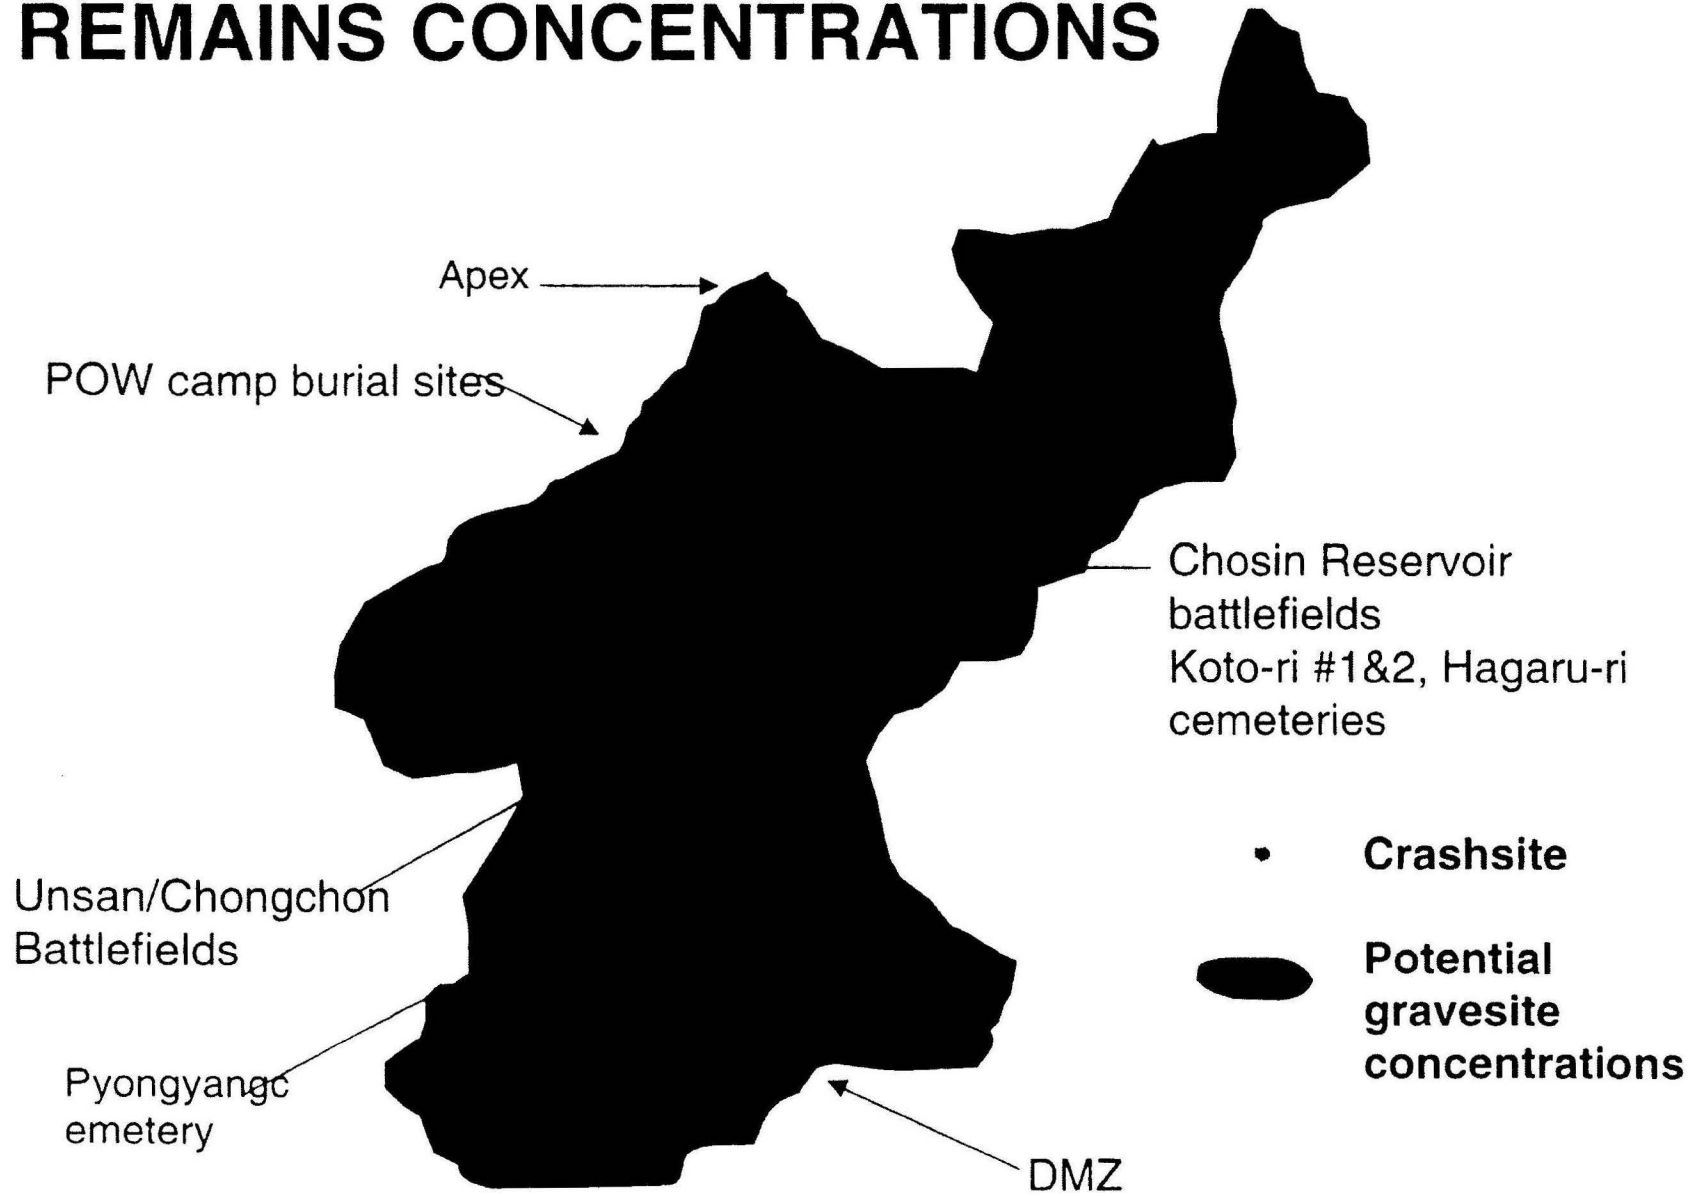 REMAINS CONCENTRATIONS
Apex
POW camp burial sites
Chosin Reservoir
battlefields
Koto-ri #1&2, Hagaru-ri
cemeteries
Crashsite
Unsan/Chongchon
Battlefields
Potential
gravesite
concentrations
Pyongyangc
emetery
DMZ